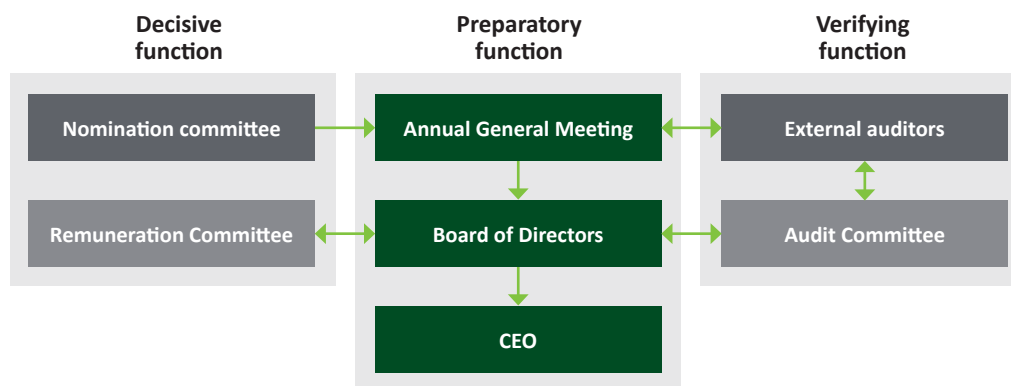 Decisive
function
Preparatory
function
Verifying
function
Nomination committee
Annual General Meeting
External auditors
Remuneration Committee
Board of Directors
Audit Committee
CEO